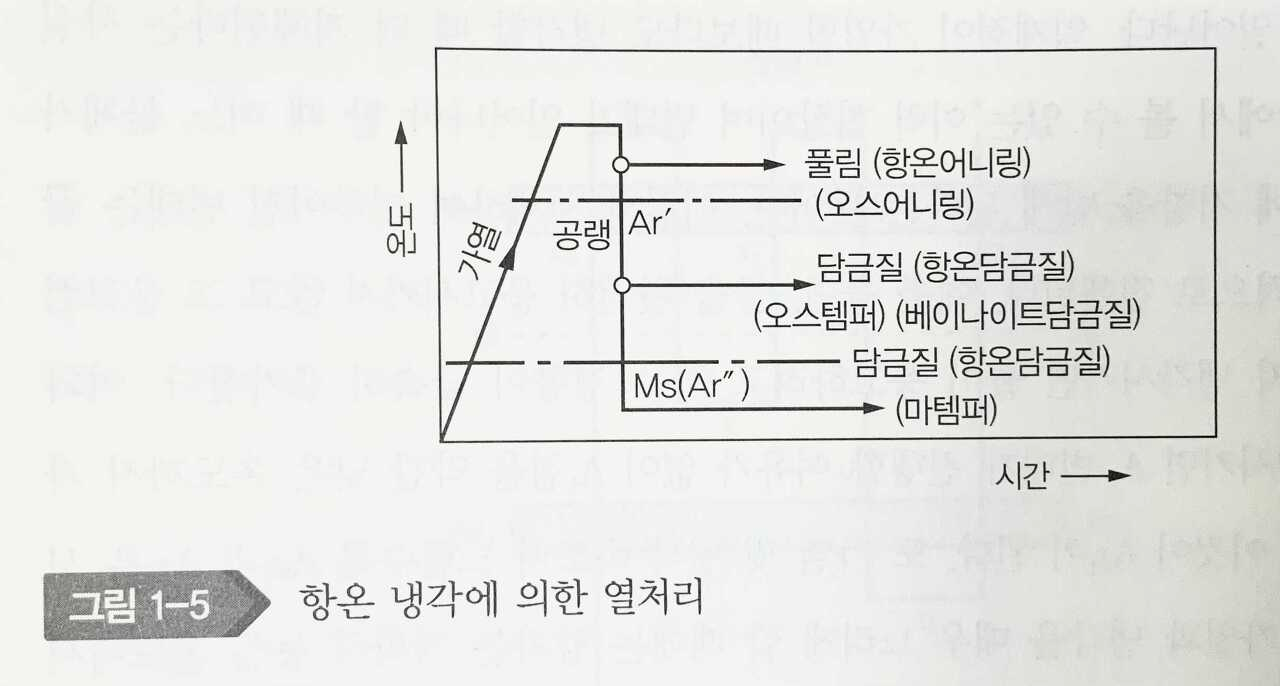 풀림 (항온어니링)
(오스어니링)
온도
가열
공랭
Ar′
담금질 (항온담금질)
(오스템퍼) (베이나이트담금질)
담금질 (항온담금질)
Ms(Ar″)
(마템퍼)
시간
그림 1-5 항온 냉각에 의한 열처리